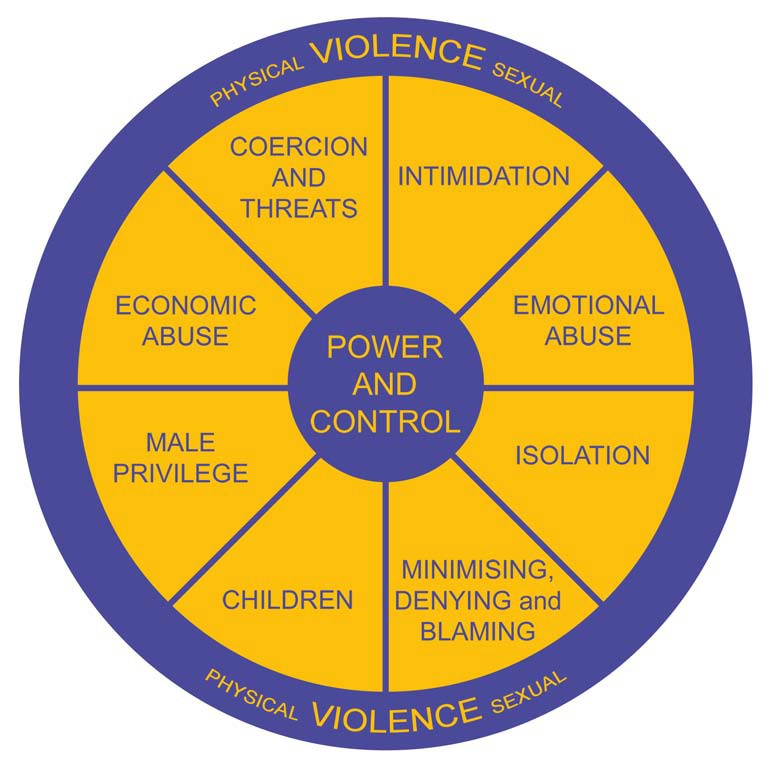 PHYSICAL VIOLENCE SEXUAL
COERCION
AND
THREATS
INTIMIDATION
EMOTIONAL
ABUSE
ISOLATION
MINIMISING,
DENYING and
BLAMING
CHILDREN
MALE
PRIVILEGE
ECONOMIC
ABUSE
POWER
AND
CONTROL
PHYSICAL VIOLENCE SEXUAL